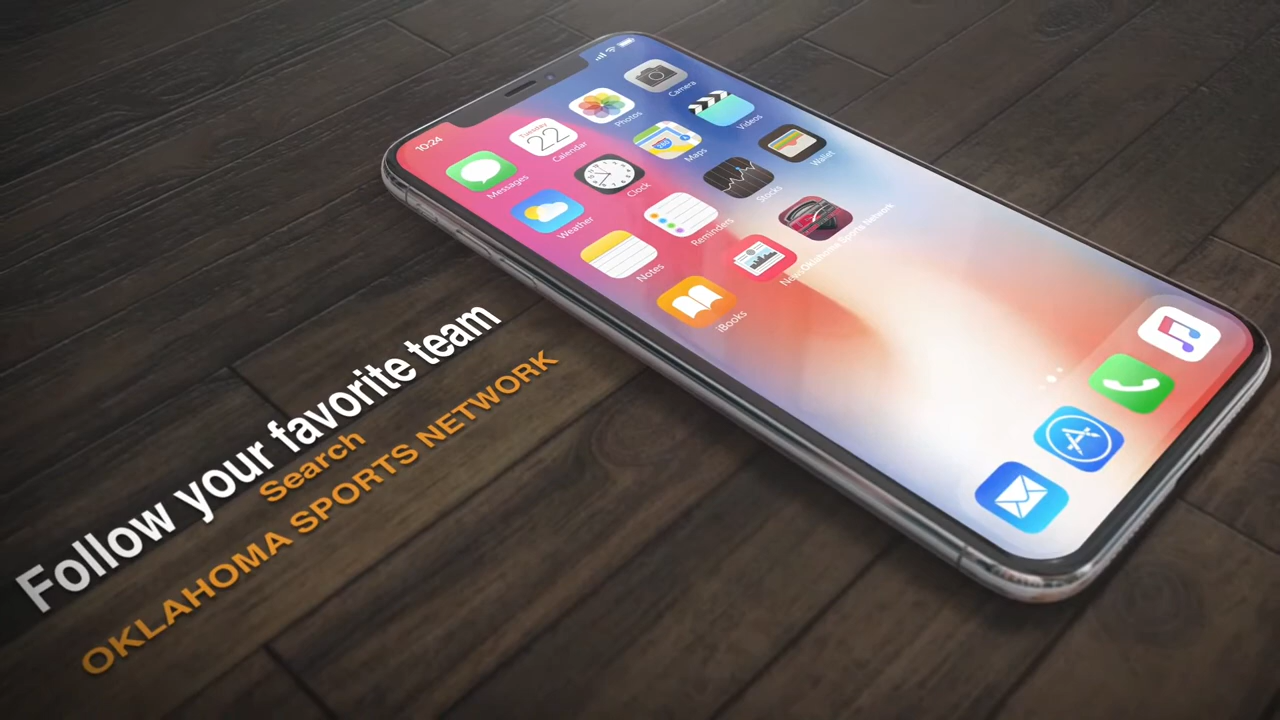 Follow your favorite team
Search
OKLAHOMA SPORTS NETWORK
10:24
Messages
Tuesday
22
Calendar
Photos
Camera
Weather
Clock
280
Maps
Videos
Notes
Reminders
Stocks
Wallet
iBooks
News
Oklahoma Sports Network